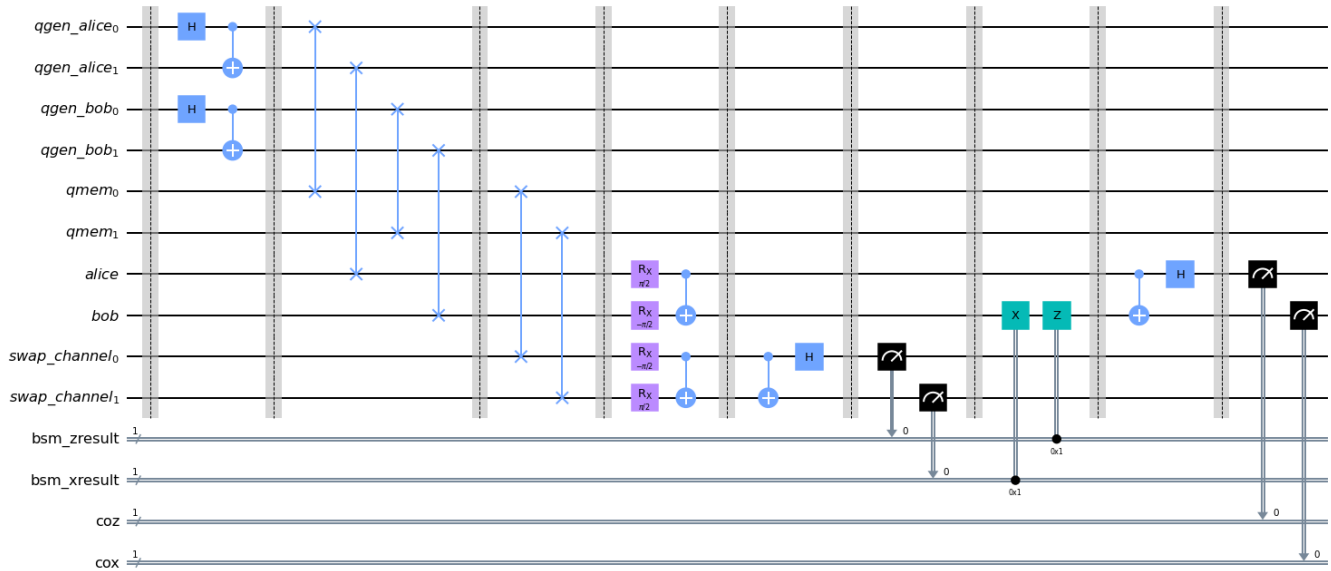 qgen_alice₀ H
qgen_alice₁
qgen_bob₀ H
qgen_bob₁
qmem₀
qmem₁
alice Rₓ π/2 H
bob Rₓ −π/2 X Z
swap_channel₀ Rₓ −π/2 H
swap_channel₁ Rₓ π/2
bsm_zresult 1 0 0x1
bsm_xresult 1 0 0x1
coz 1 0
cox 1 0